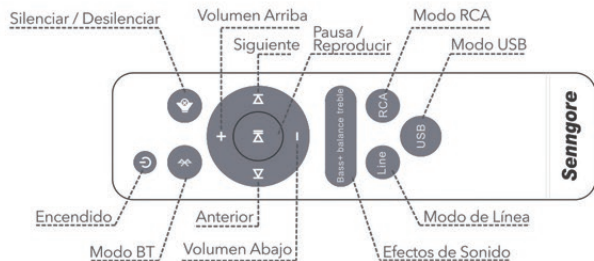 Silenciar / Desilenciar
Volumen Arriba
Siguiente
Pausa /
Reproducir
Modo RCA
Modo USB
Bass+ balance treble
RCA
Line
USB
Senngore
Encendido
Modo BT
Anterior
Volumen Abajo
Modo de Línea
Efectos de Sonido